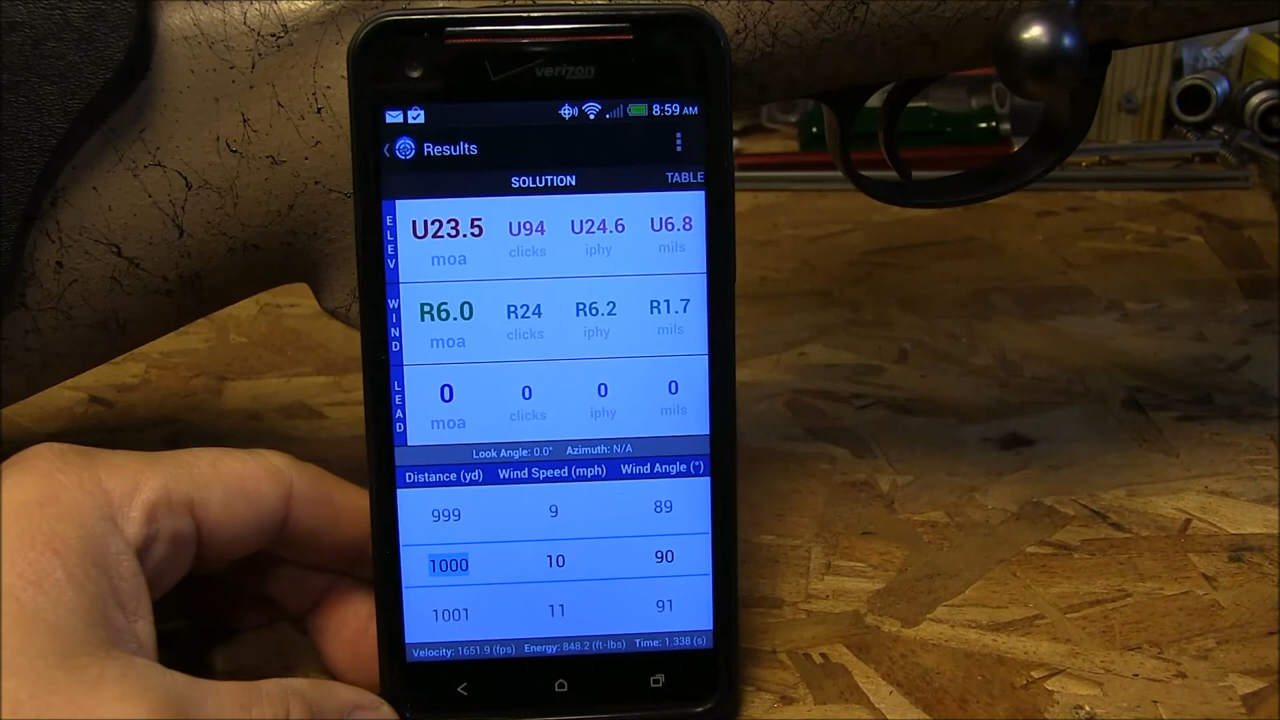 verizon
8:59 AM
Results
SOLUTION TABLE
ELEV
U23.5 U94 U24.6 U6.8
moa clicks iphy mils
WIND
R6.0 R24 R6.2 R1.7
moa clicks iphy mils
LEAD
0 0 0 0
moa clicks iphy mils
Look Angle: 0.0° Azimuth: N/A
Distance (yd) Wind Speed (mph) Wind Angle (°)
999 9 89
1000 10 90
1001 11 91
Velocity: 1651.9 (fps) Energy: 848.2 (ft-lbs) Time: 1.338 (s)